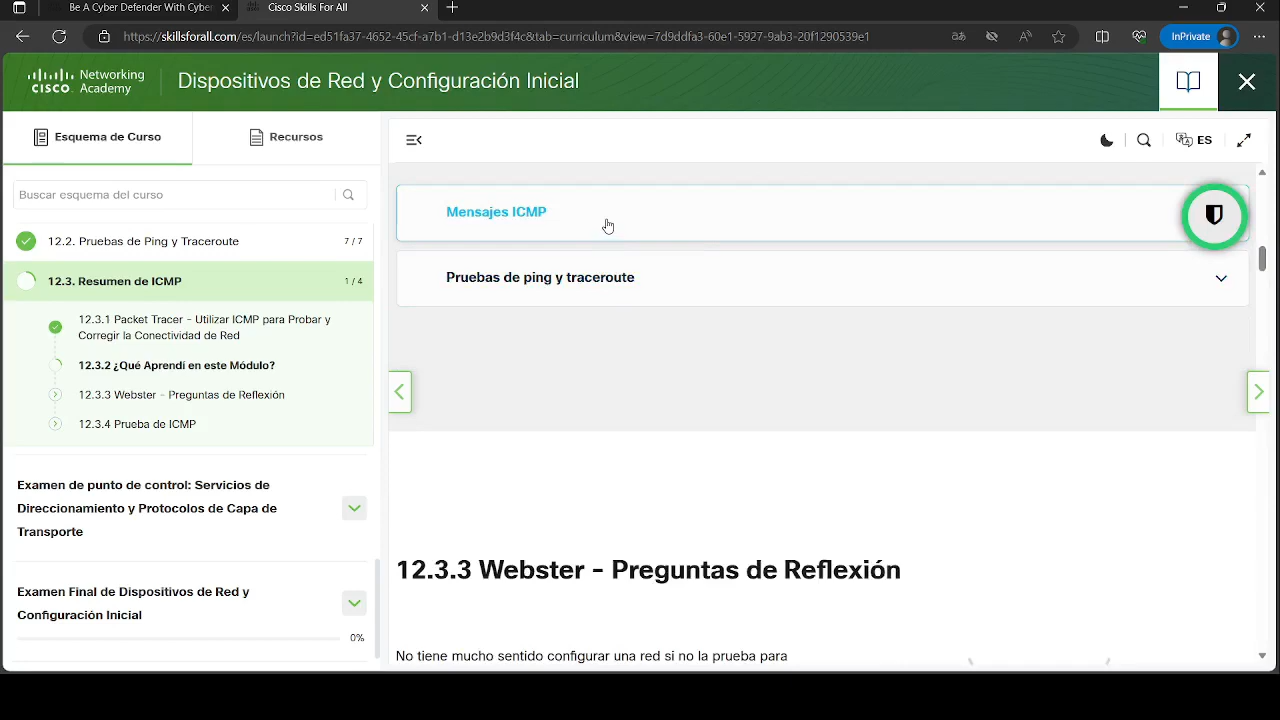 Be A Cyber Defender With Cyber
Cisco Skills For All
https://skillsforall.com/es/launch?id=ed51fa37-4652-45cf-a7b1-d13e2b9d3f4c8&tab=curriculum&view=7d9ddfa3-60e1-5927-9ab3-20f1290539e1
InPrivate
Networking
CISCO Academy
Dispositivos de Red y Configuración Inicial
Esquema de Curso
Recursos
ES
Buscar esquema del curso
12.2. Pruebas de Ping y Traceroute 7 / 7
12.3. Resumen de ICMP 1 / 4
12.3.1 Packet Tracer - Utilizar ICMP para Probar y
Corregir la Conectividad de Red
12.3.2 ¿Qué Aprendí en este Módulo?
12.3.3 Webster - Preguntas de Reflexión
12.3.4 Prueba de ICMP
Examen de punto de control: Servicios de
Direccionamiento y Protocolos de Capa de
Transporte
Examen Final de Dispositivos de Red y
Configuración Inicial
0%
Mensajes ICMP
Pruebas de ping y traceroute
12.3.3 Webster - Preguntas de Reflexión
No tiene mucho sentido configurar una red si no la prueba para